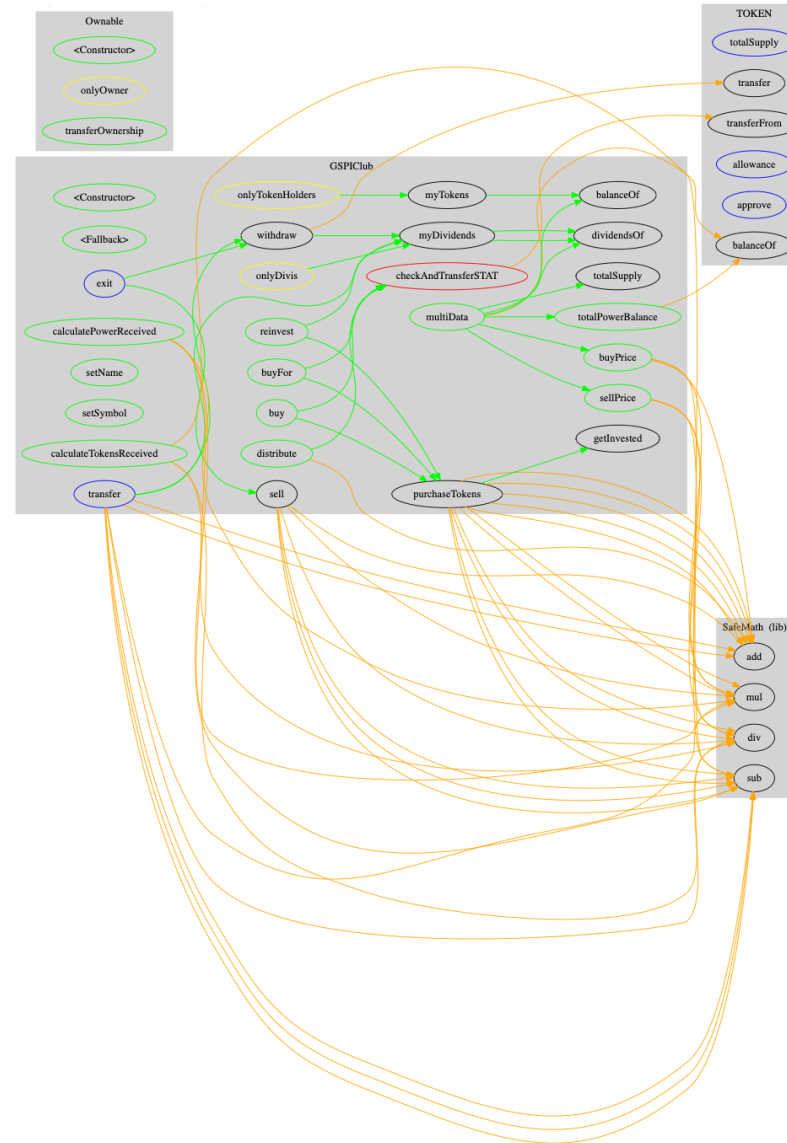 Ownable
<Constructor>
onlyOwner
transferOwnership
TOKEN
totalSupply
transfer
transferFrom
allowance
approve
balanceOf
GSPIClub
<Constructor>
<Fallback>
exit
calculatePowerReceived
setName
setSymbol
calculateTokensReceived
transfer
onlyTokenHolders
withdraw
onlyDivis
reinvest
buyFor
buy
distribute
sell
myTokens
myDividends
checkAndTransferSTAT
multiData
purchaseTokens
balanceOf
dividendsOf
totalSupply
totalPowerBalance
buyPrice
sellPrice
getInvested
SafeMath (lib)
add
mul
div
sub